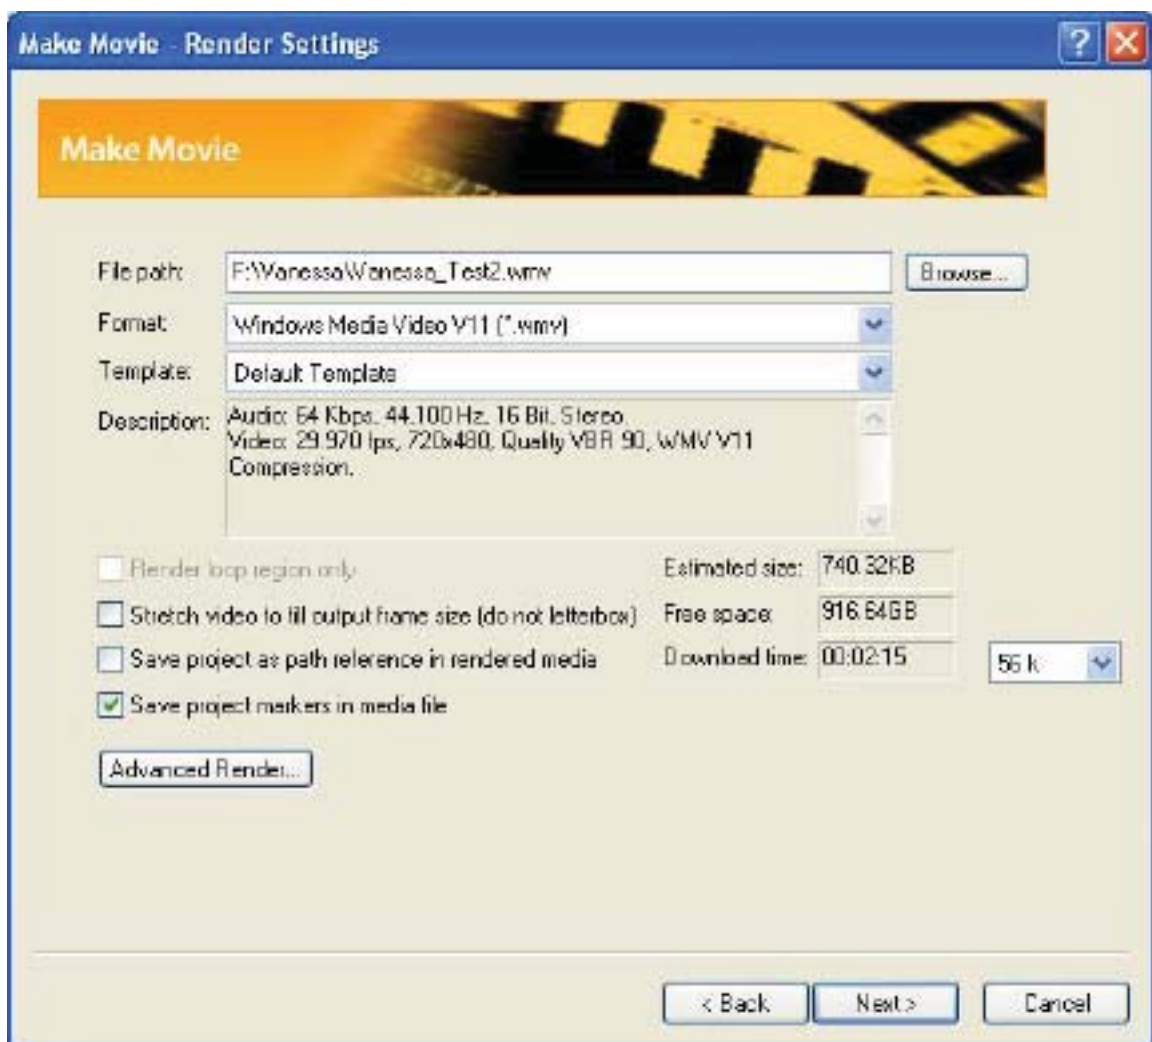 Make Movie - Render Settings
Make Movie
File path: F:\Vanessa\Vanessa_Test2.wmv Browse...
Format: Windows Media Video V11 (*.wmv)
Template: Default Template
Description: Audio: 64 Kbps, 44,100 Hz, 16 Bit, Stereo.
Video: 29.970 fps, 720x480, Quality VBR 90, WMV V11
Compression.
Render loop region only Estimated size: 740.32KB
Stretch video to fill output frame size (do not letterbox) Free space: 916.64GB
Save project as path reference in rendered media Download time: 00:02:15 56 k
Save project markers in media file
Advanced Render...
< Back Next > Cancel